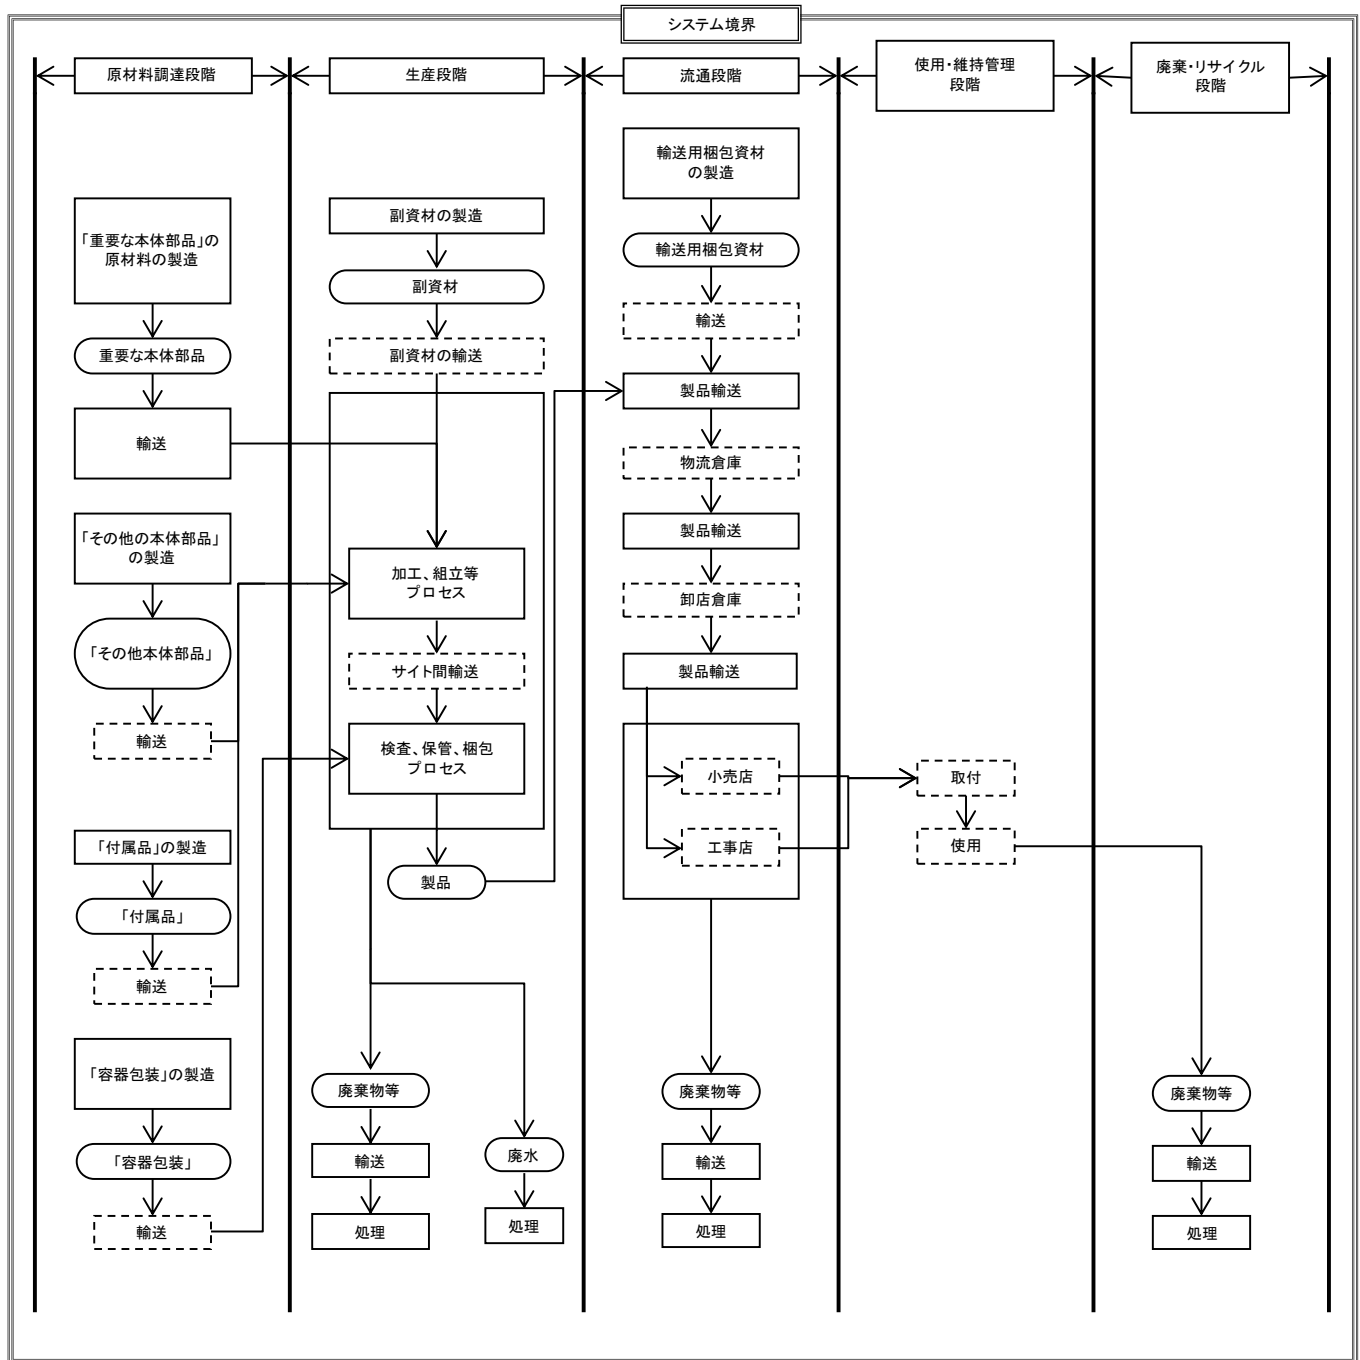 システム境界
原材料調達段階
生産段階
流通段階
使用・維持管理
段階
廃棄・リサイクル
段階
「重要な本体部品」の
原材料の製造
重要な本体部品
輸送
「その他の本体部品」
の製造
「その他本体部品」
輸送
「付属品」の製造
「付属品」
輸送
「容器包装」の製造
「容器包装」
輸送
副資材の製造
副資材
副資材の輸送
加工、組立等
プロセス
サイト間輸送
検査、保管、梱包
プロセス
製品
廃棄物等
輸送
処理
廃水
処理
輸送用梱包資材
の製造
輸送用梱包資材
輸送
製品輸送
物流倉庫
製品輸送
卸店倉庫
製品輸送
小売店
工事店
廃棄物等
輸送
処理
取付
使用
廃棄物等
輸送
処理